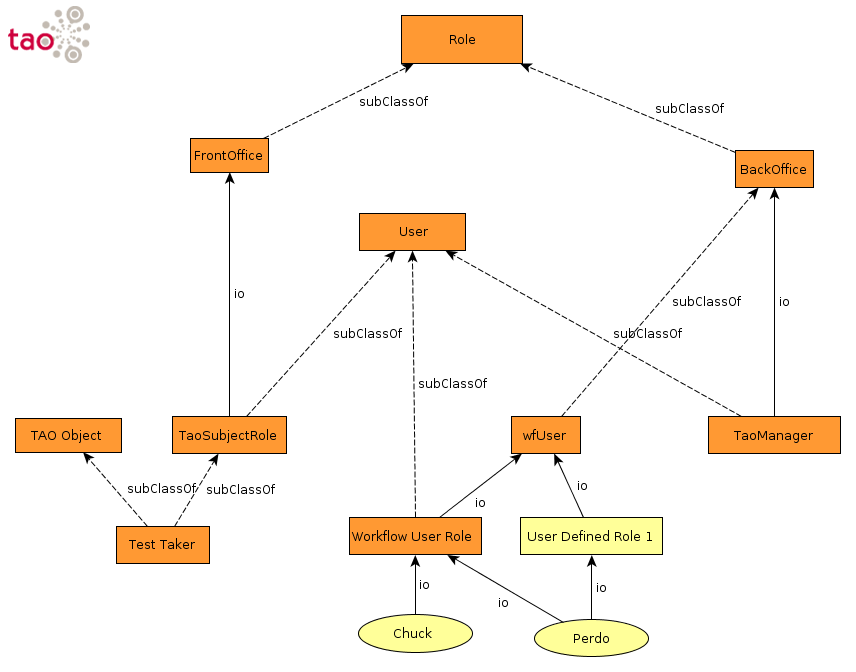 tao
Role
subClassOf
subClassOf
FrontOffice
BackOffice
User
io
subClassOf
io
subClassOf
subClassOf
subClassOf
TAO Object
TaoSubjectRole
wfUser
TaoManager
subClassOf
subClassOf
io
io
Test Taker
Workflow User Role
User Defined Role 1
io
io
io
Chuck
Perdo